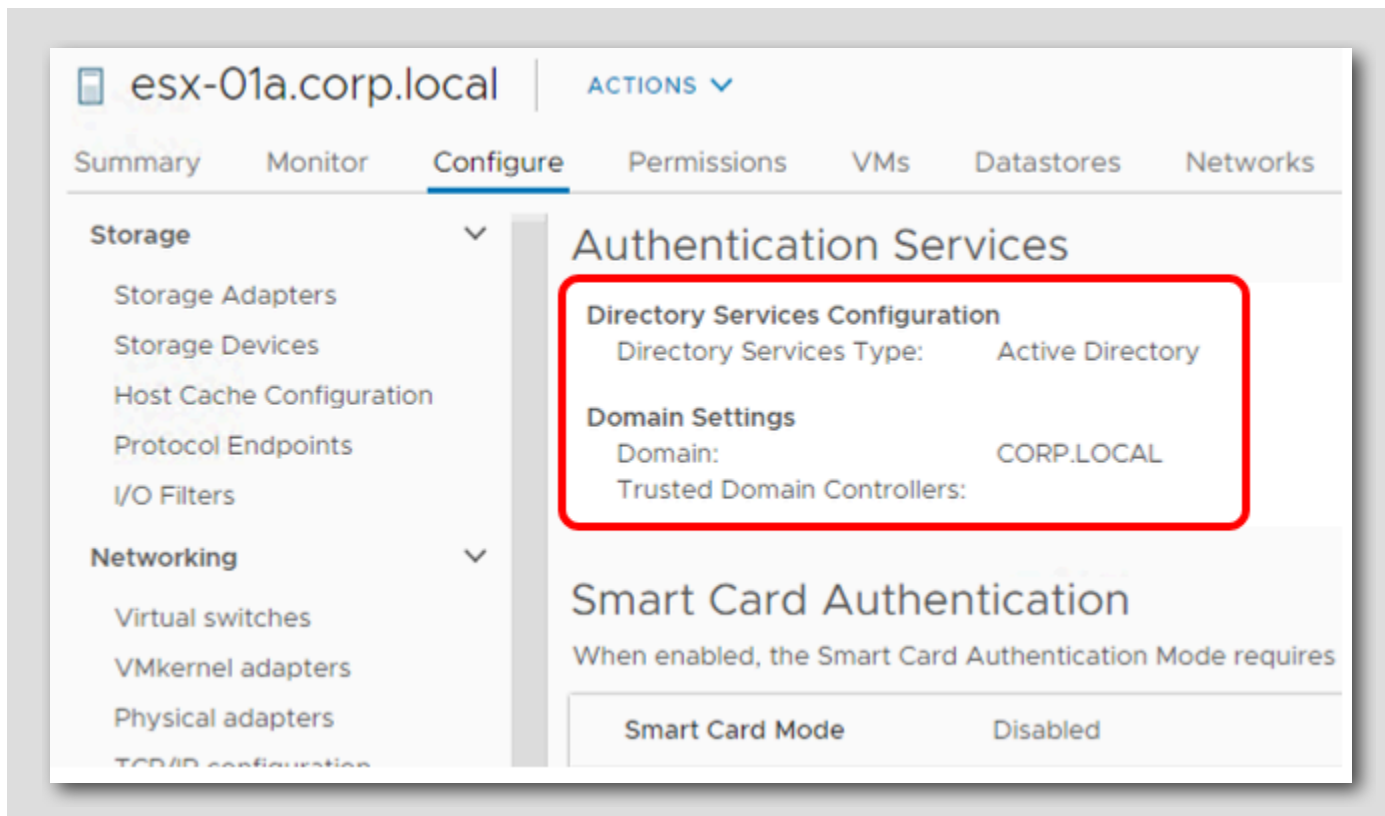 esx-01a.corp.local ACTIONS
Summary Monitor Configure Permissions VMs Datastores Networks
Storage
Storage Adapters
Storage Devices
Host Cache Configuration
Protocol Endpoints
I/O Filters
Networking
Virtual switches
VMkernel adapters
Physical adapters
TCP/IP configuration
Authentication Services
Directory Services Configuration
Directory Services Type: Active Directory
Domain Settings
Domain: CORP.LOCAL
Trusted Domain Controllers:
Smart Card Authentication
When enabled, the Smart Card Authentication Mode requires
Smart Card Mode Disabled